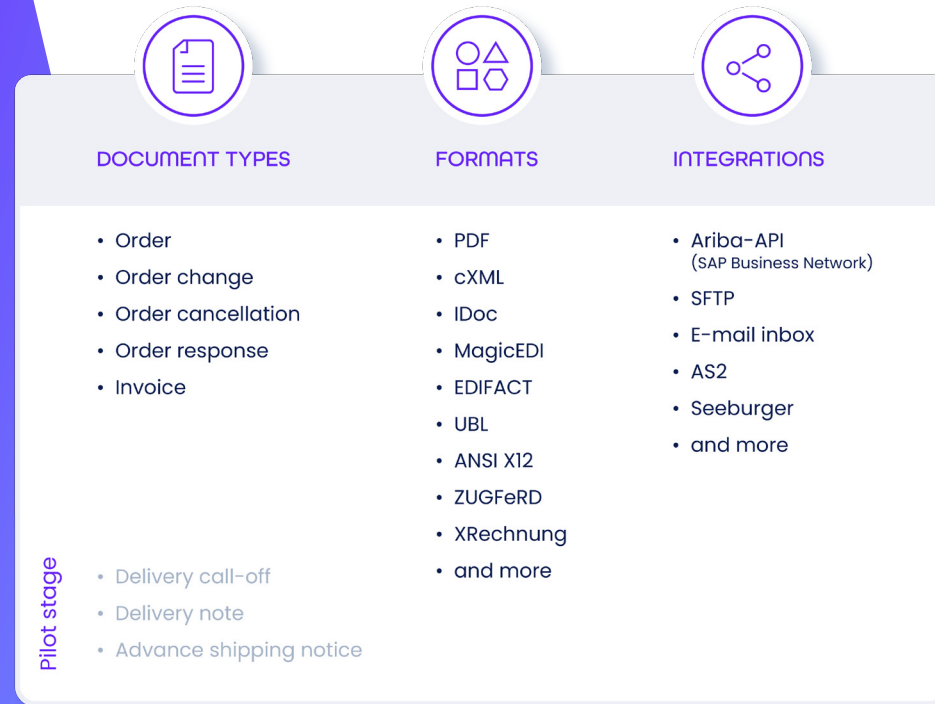 DOCUMENT TYPES
• Order
• Order change
• Order cancellation
• Order response
• Invoice
Pilot stage
• Delivery call-off
• Delivery note
• Advance shipping notice
FORMATS
• PDF
• cXML
• IDoc
• MagicEDI
• EDIFACT
• UBL
• ANSI X12
• ZUGFeRD
• XRechnung
• and more
INTEGRATIONS
• Ariba-API
(SAP Business Network)
• SFTP
• E-mail inbox
• AS2
• Seeburger
• and more